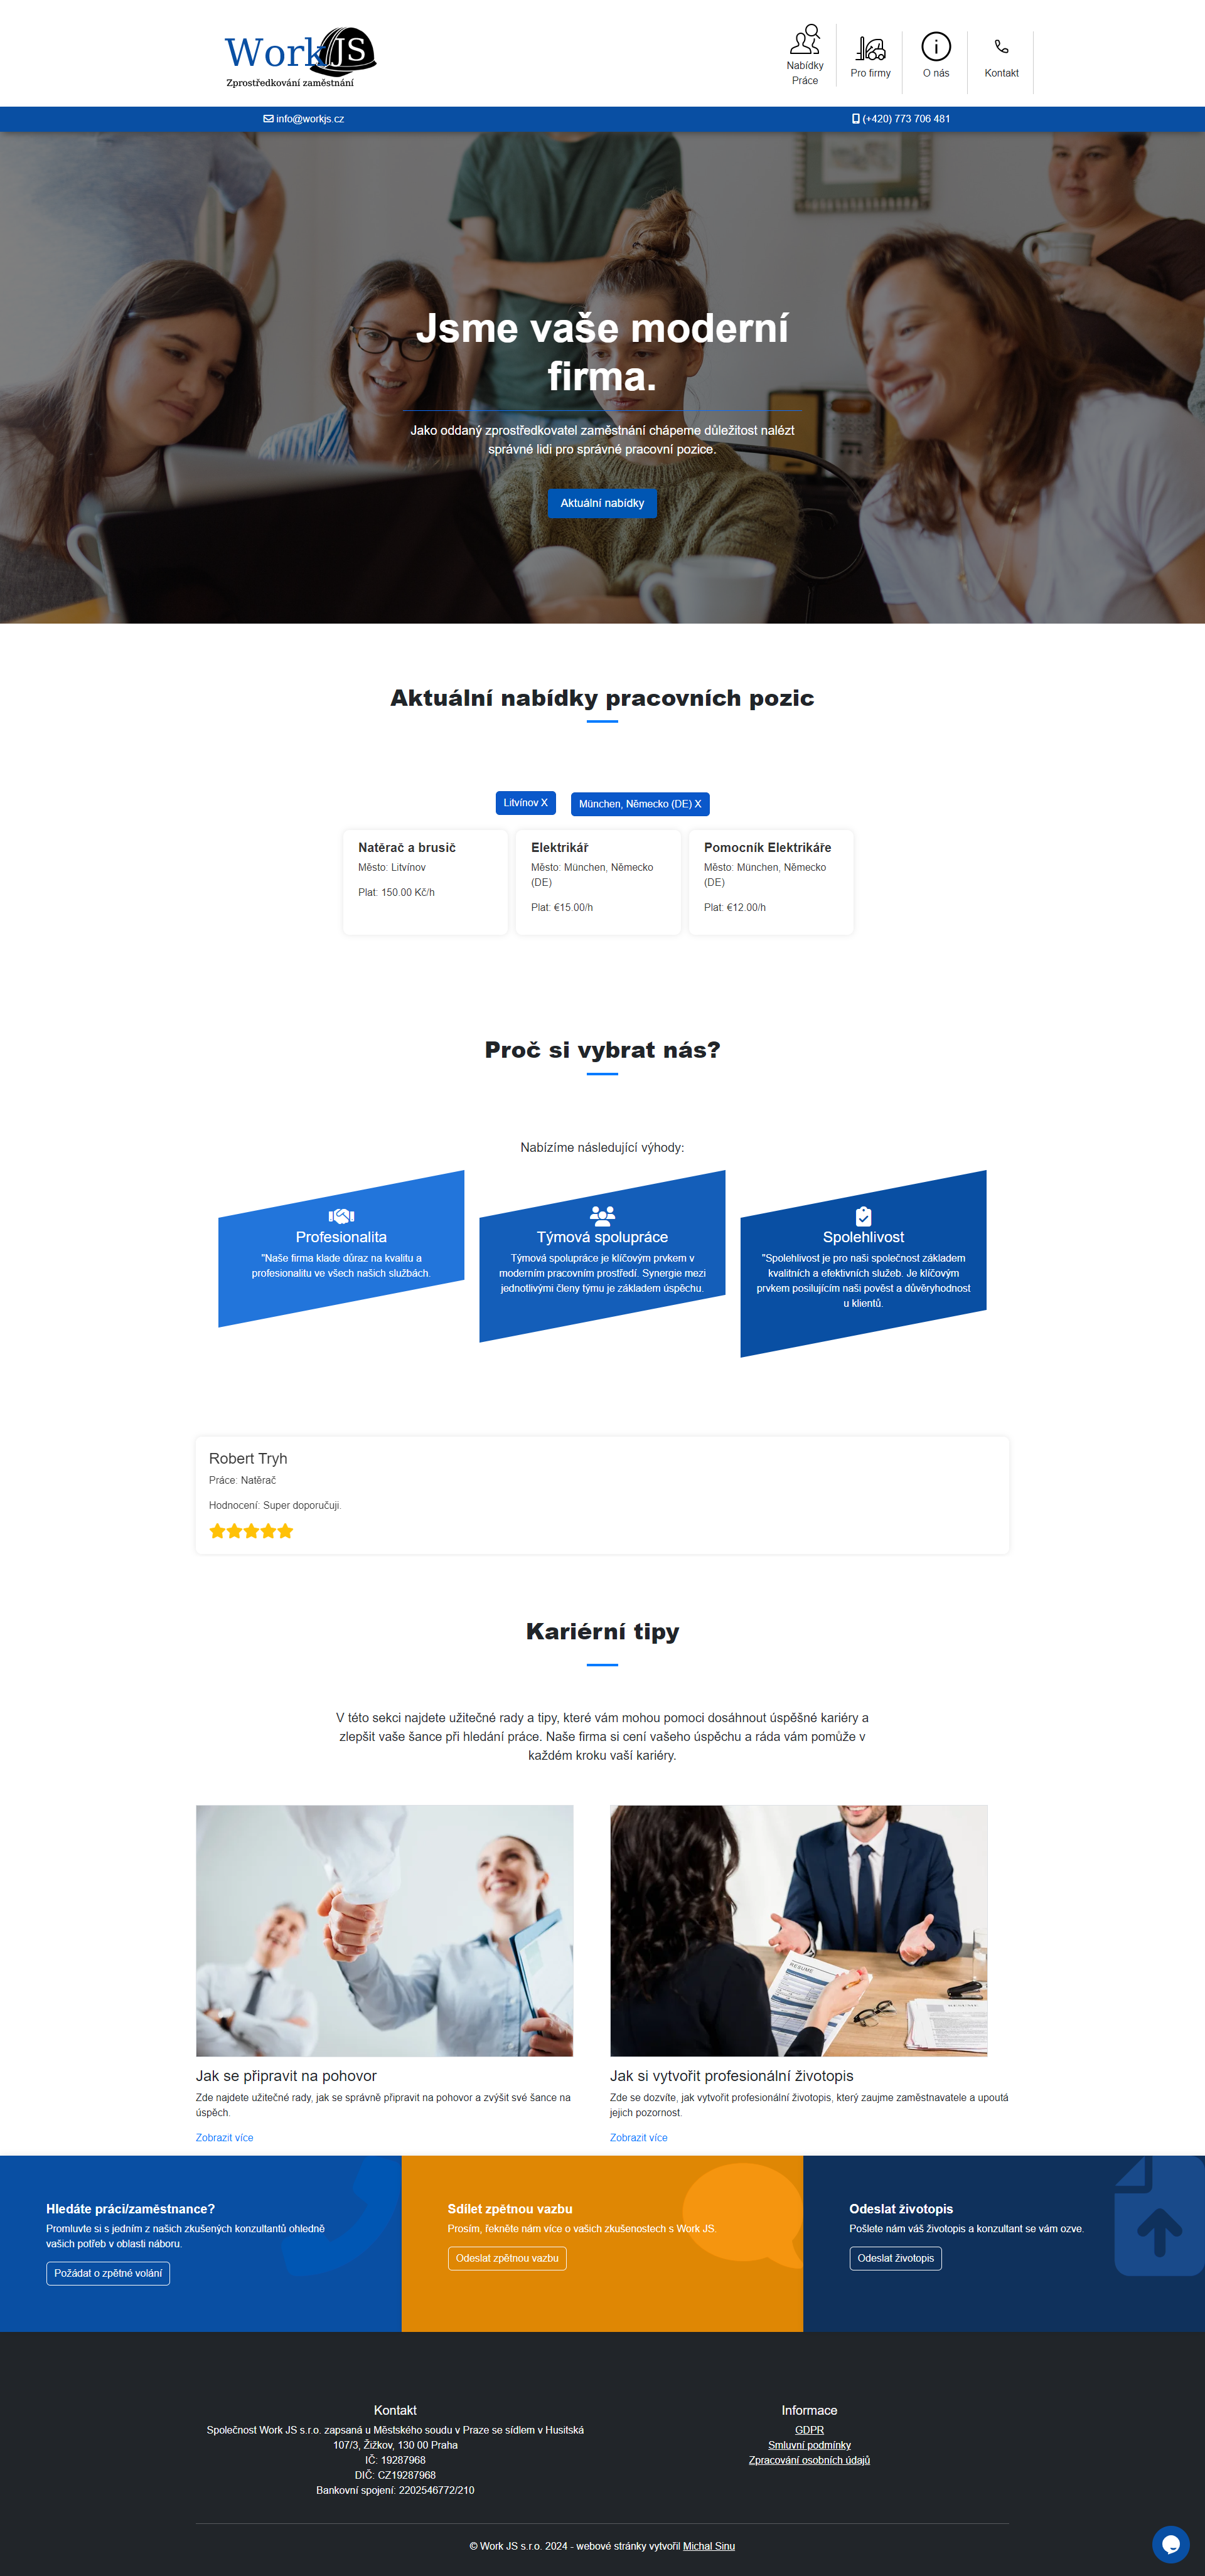 Work JS
Zprostředkování zaměstnání
Nabídky
Práce
Pro firmy
O nás
Kontakt
info@workjs.cz
(+420) 773 706 481
Jsme vaše moderní
firma.
Jako oddaný zprostředkovatel zaměstnání chápeme důležitost nalézt
správné lidi pro správné pracovní pozice.
Aktuální nabídky
Aktuální nabídky pracovních pozic
Litvínov X
München, Německo (DE) X
Natěrač a brusič
Město: Litvínov
Plat: 150.00 Kč/h
Elektrikář
Město: München, Německo
(DE)
Plat: €15.00/h
Pomocník Elektrikáře
Město: München, Německo
(DE)
Plat: €12.00/h
Proč si vybrat nás?
Nabízíme následující výhody:
Profesionalita
"Naše firma klade důraz na kvalitu a
profesionalitu ve všech našich službách.
Týmová spolupráce
Týmová spolupráce je klíčovým prvkem v
moderním pracovním prostředí. Synergie mezi
jednotlivými členy týmu je základem úspěchu.
Spolehlivost
"Spolehlivost je pro naši společnost základem
kvalitních a efektivních služeb. Je klíčovým
prvkem posilujícím naši pověst a důvěryhodnost
u klientů.
Robert Tryh
Práce: Natěrač
Hodnocení: Super doporučuji.
Kariérní tipy
V této sekci najdete užitečné rady a tipy, které vám mohou pomoci dosáhnout úspěšné kariéry a
zlepšit vaše šance při hledání práce. Naše firma si cení vašeho úspěchu a ráda vám pomůže v
každém kroku vaší kariéry.
RESUME
Jak se připravit na pohovor
Zde najdete užitečné rady, jak se správně připravit na pohovor a zvýšit své šance na
úspěch.
Zobrazit více
Jak si vytvořit profesionální životopis
Zde se dozvíte, jak vytvořit profesionální životopis, který zaujme zaměstnavatele a upoutá
jejich pozornost.
Zobrazit více
Hledáte práci/zaměstnance?
Promluvte si s jedním z našich zkušených konzultantů ohledně
vašich potřeb v oblasti náboru.
Požádat o zpětné volání
Sdílet zpětnou vazbu
Prosím, řekněte nám více o vašich zkušenostech s Work JS.
Odeslat zpětnou vazbu
Odeslat životopis
Pošlete nám váš životopis a konzultant se vám ozve.
Odeslat životopis
Kontakt
Společnost Work JS s.r.o. zapsaná u Městského soudu v Praze se sídlem v Husitská
107/3, Žižkov, 130 00 Praha
IČ: 19287968
DIČ: CZ19287968
Bankovní spojení: 2202546772/210
Informace
GDPR
Smluvní podmínky
Zpracování osobních údajů
© Work JS s.r.o. 2024 - webové stránky vytvořil Michal Sinu